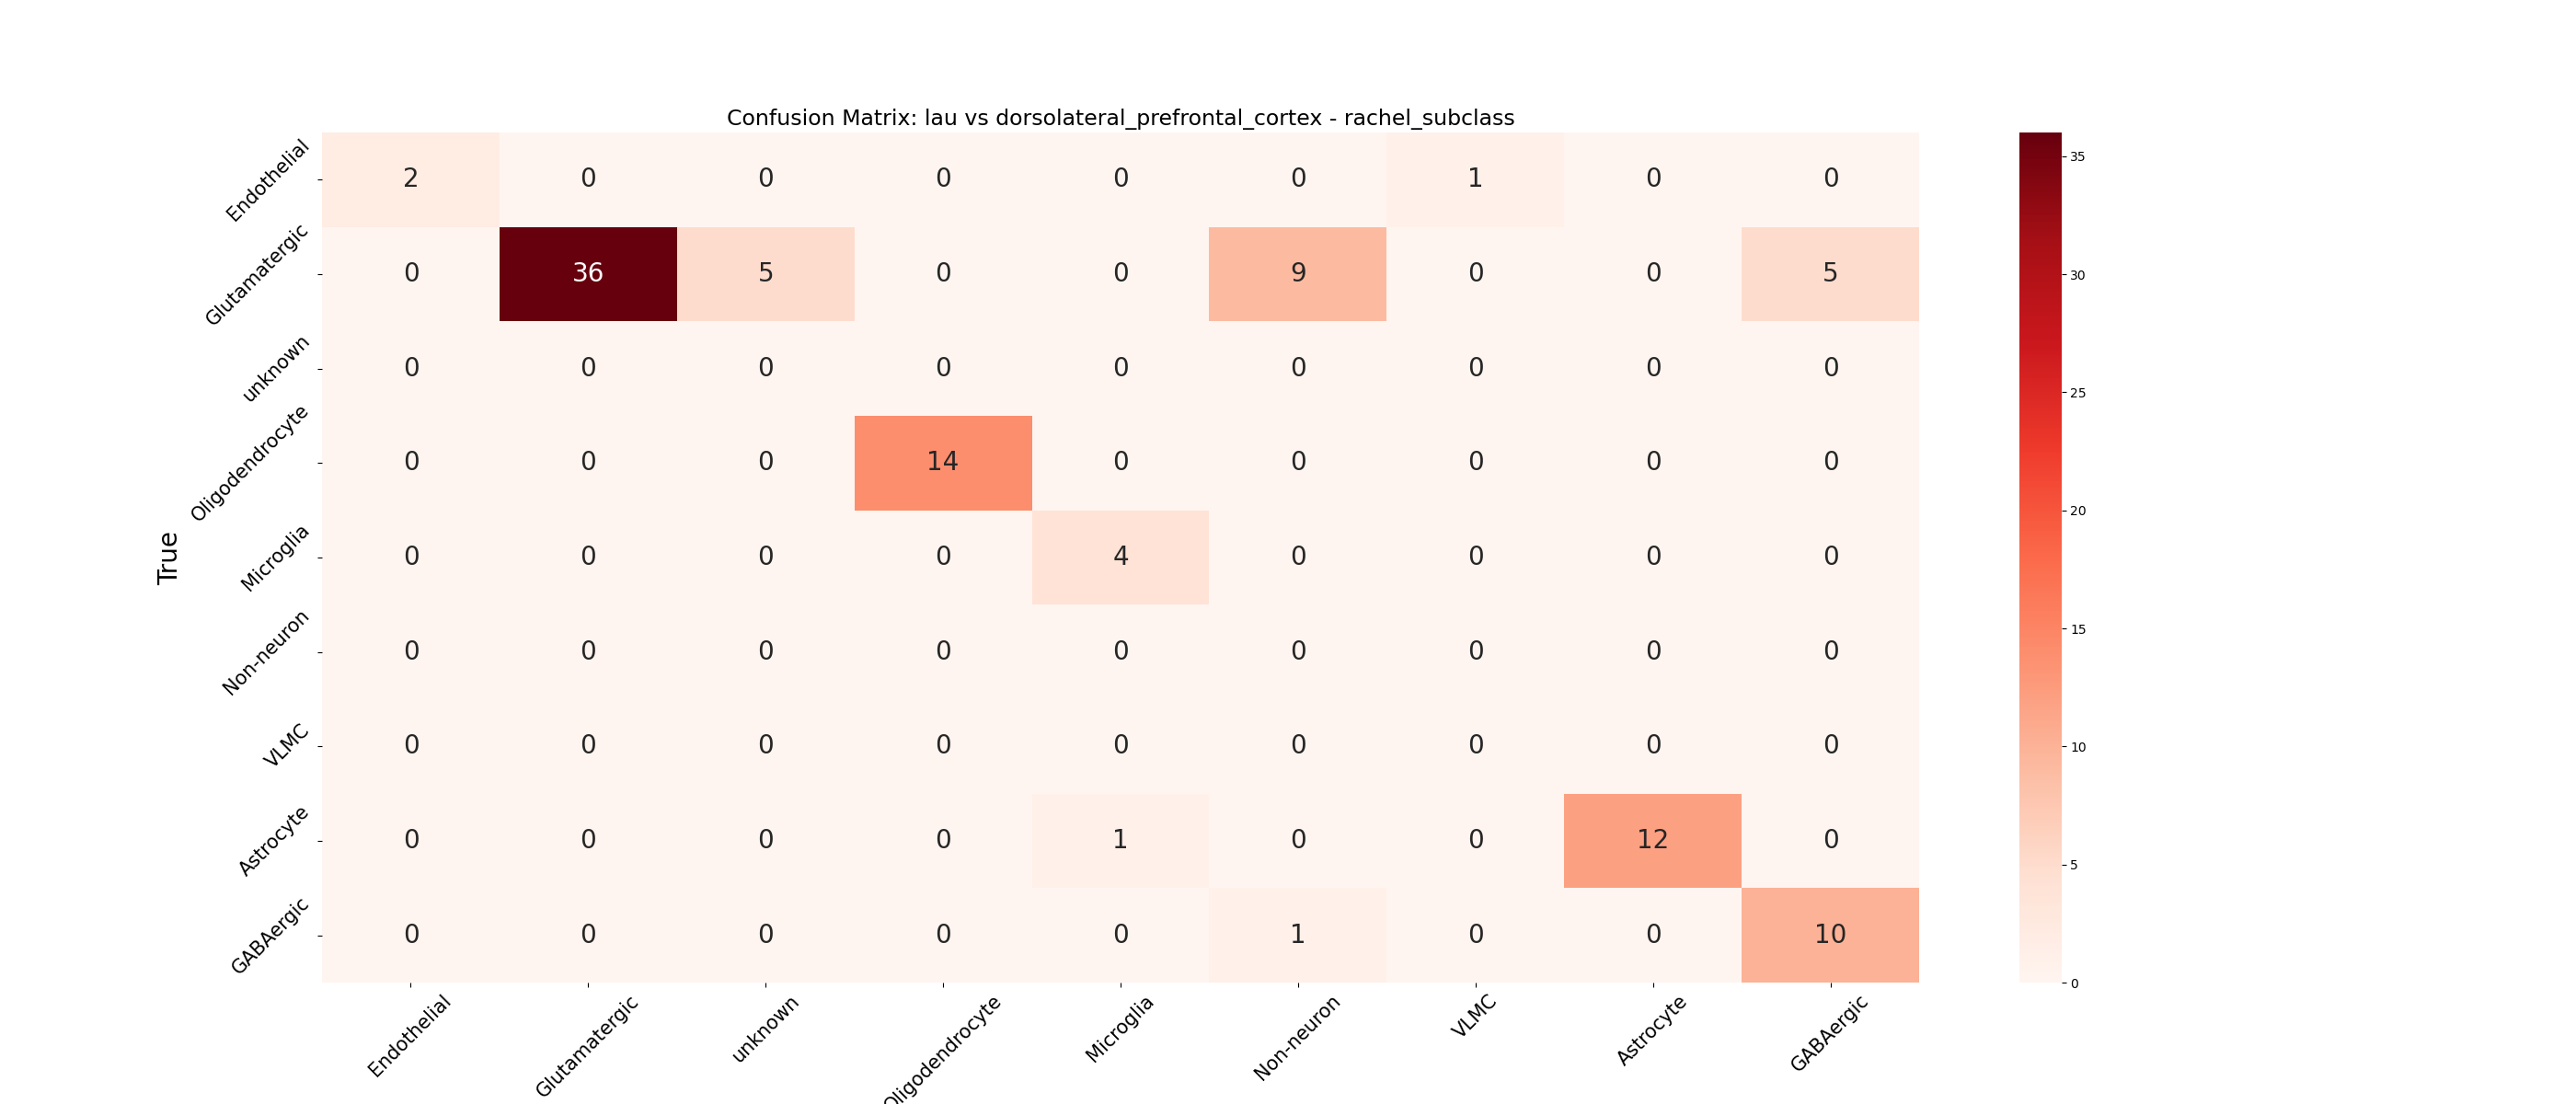 Confusion Matrix: lau vs dorsolateral_prefrontal_cortex - rachel_subclass
True
Endothelial 2 0 0 0 0 0 1 0 0
Glutamatergic 0 36 5 0 0 9 0 0 5
unknown 0 0 0 0 0 0 0 0 0
Oligodendrocyte 0 0 0 14 0 0 0 0 0
Microglia 0 0 0 0 4 0 0 0 0
Non-neuron 0 0 0 0 0 0 0 0 0
VLMC 0 0 0 0 0 0 0 0 0
Astrocyte 0 0 0 0 1 0 0 12 0
GABAergic 0 0 0 0 0 1 0 0 10
Endothelial Glutamatergic unknown Oligodendrocyte Microglia Non-neuron VLMC Astrocyte GABAergic
35
30
25
20
15
10
5
0